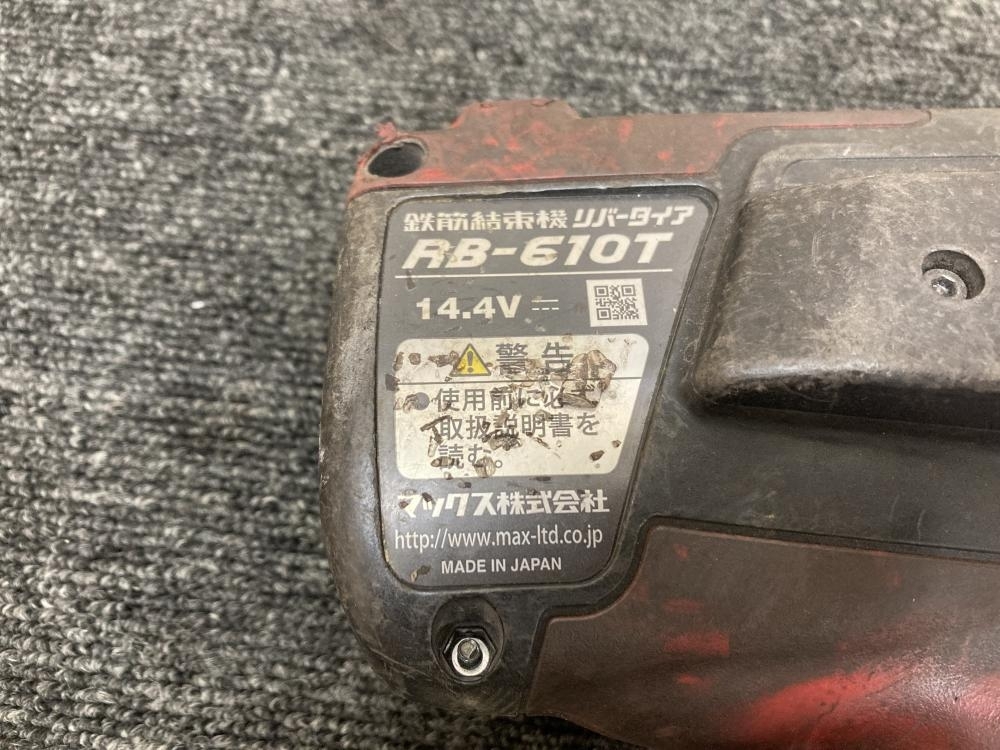 鉄筋結束機 リバータイア
RB-610T
14.4V
警告
●使用前に必ず
取扱説明書を
読む。
マックス株式会社
http://www.max-ltd.co.jp
MADE IN JAPAN